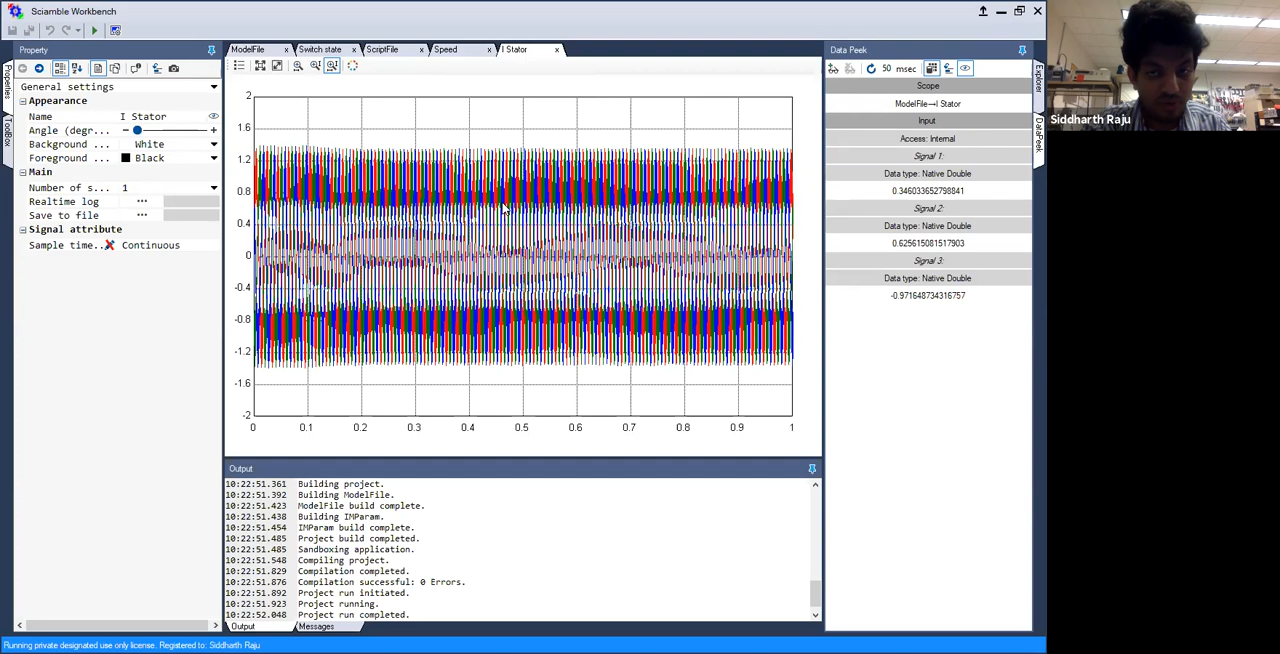 Sciamble Workbench
Property
General settings
Appearance
Name I Stator
Angle (degr...
Background ... White
Foreground ... Black
Main
Number of s... 1
Realtime log ...
Save to file ...
Signal attribute
Sample time... Continuous
Properties
ToolBox
ModelFile
Switch state
ScriptFile
Speed
I Stator
2
1.6
1.2
0.8
0.4
0
-0.4
-0.8
-1.2
-1.6
-2
0 0.1 0.2 0.3 0.4 0.5 0.6 0.7 0.8 0.9 1
Output
10:22:51.361 Building project.
10:22:51.392 Building ModelFile.
10:22:51.423 ModelFile build complete.
10:22:51.438 Building IMParam.
10:22:51.454 IMParam build complete.
10:22:51.485 Project build completed.
10:22:51.485 Sandboxing application.
10:22:51.548 Compiling project.
10:22:51.829 Compilation completed.
10:22:51.876 Compilation successful: 0 Errors.
10:22:51.892 Project run initiated.
10:22:51.923 Project running.
10:22:52.048 Project run completed.
Output Messages
Data Peek
50 msec
Scope
ModelFile→I Stator
Input
Access: Internal
Signal 1:
Data type: Native Double
0.346033652798841
Signal 2:
Data type: Native Double
0.625615081517903
Signal 3:
Data type: Native Double
-0.971648734316757
Explorer
DataPeek
Siddharth Raju
Running private designated use only license. Registered to: Siddharth Raju